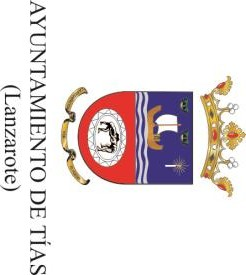 AYUNTAMIENTO DE TÍAS
(Lanzarote)